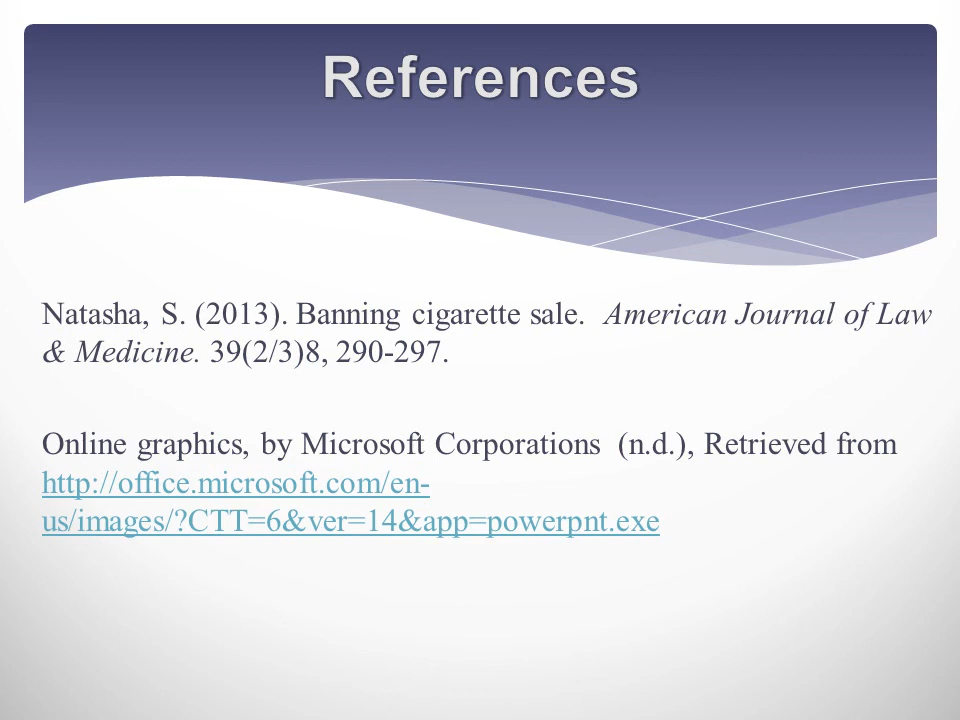 References
Natasha, S. (2013). Banning cigarette sale.  American Journal of Law
& Medicine. 39(2/3)8, 290-297.
Online graphics, by Microsoft Corporations  (n.d.), Retrieved from
http://office.microsoft.com/en-
us/images/?CTT=6&ver=14&app=powerpnt.exe